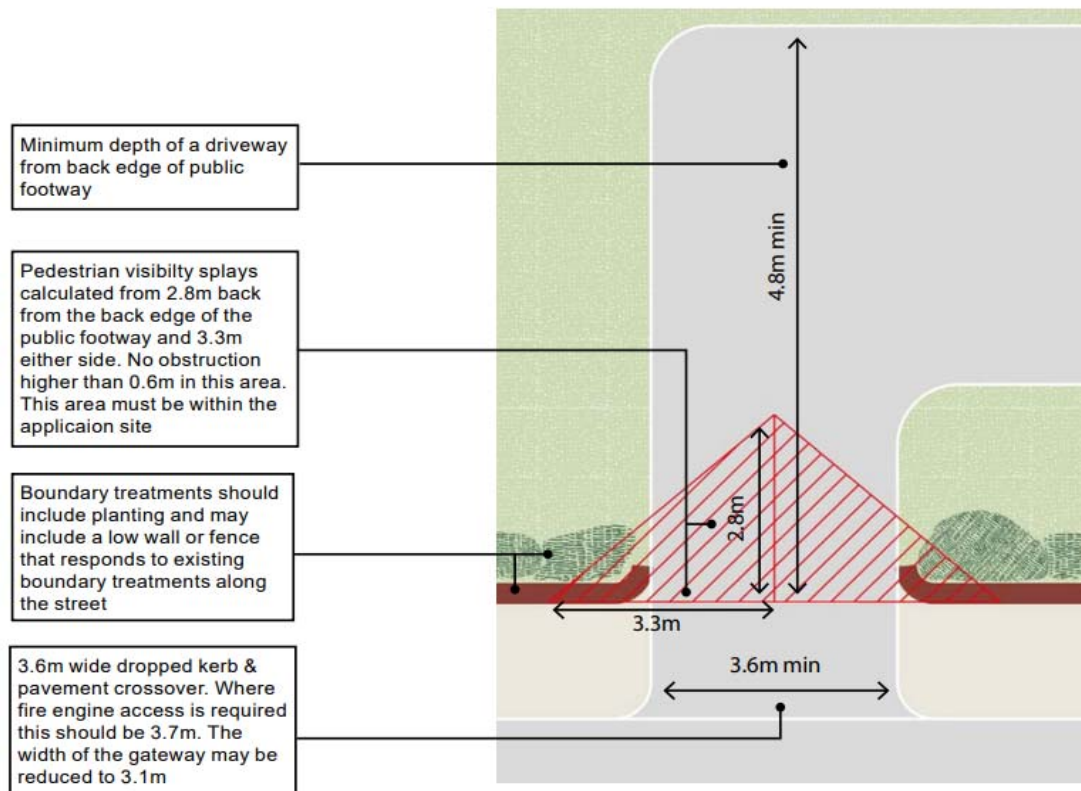 Minimum depth of a driveway
from back edge of public
footway
Pedestrian visibilty splays
calculated from 2.8m back
from the back edge of the
public footway and 3.3m
either side. No obstruction
higher than 0.6m in this area.
This area must be within the
applicaion site
Boundary treatments should
include planting and may
include a low wall or fence
that responds to existing
boundary treatments along
the street
3.6m wide dropped kerb &
pavement crossover. Where
fire engine access is required
this should be 3.7m. The
width of the gateway may be
reduced to 3.1m
4.8m min
2.8m
3.3m
3.6m min